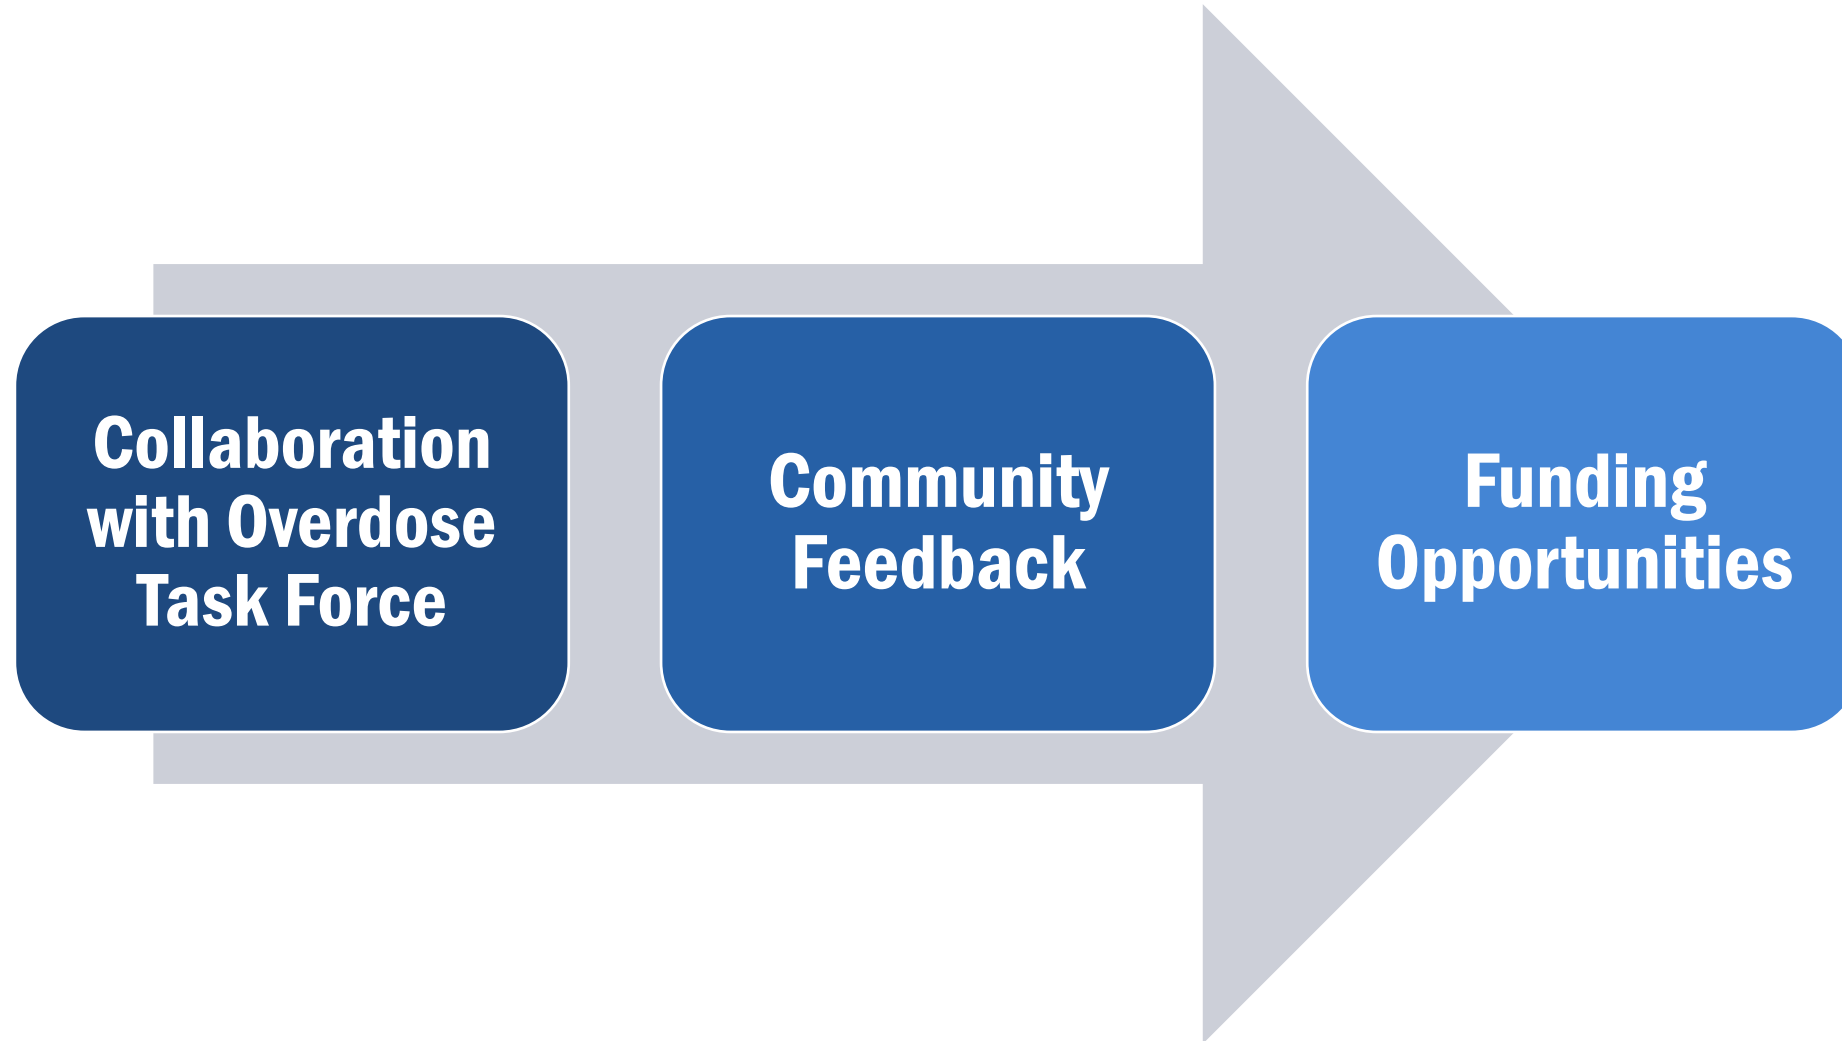 Collaboration
with Overdose
Task Force
Community
Feedback
Funding
Opportunities